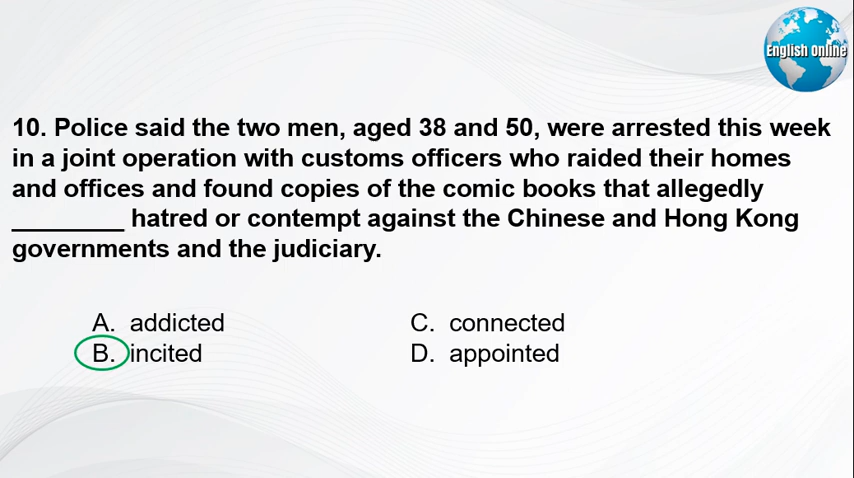 English Online
10. Police said the two men, aged 38 and 50, were arrested this week
in a joint operation with customs officers who raided their homes
and offices and found copies of the comic books that allegedly
________ hatred or contempt against the Chinese and Hong Kong
governments and the judiciary.
A. addicted
B. incited
C. connected
D. appointed